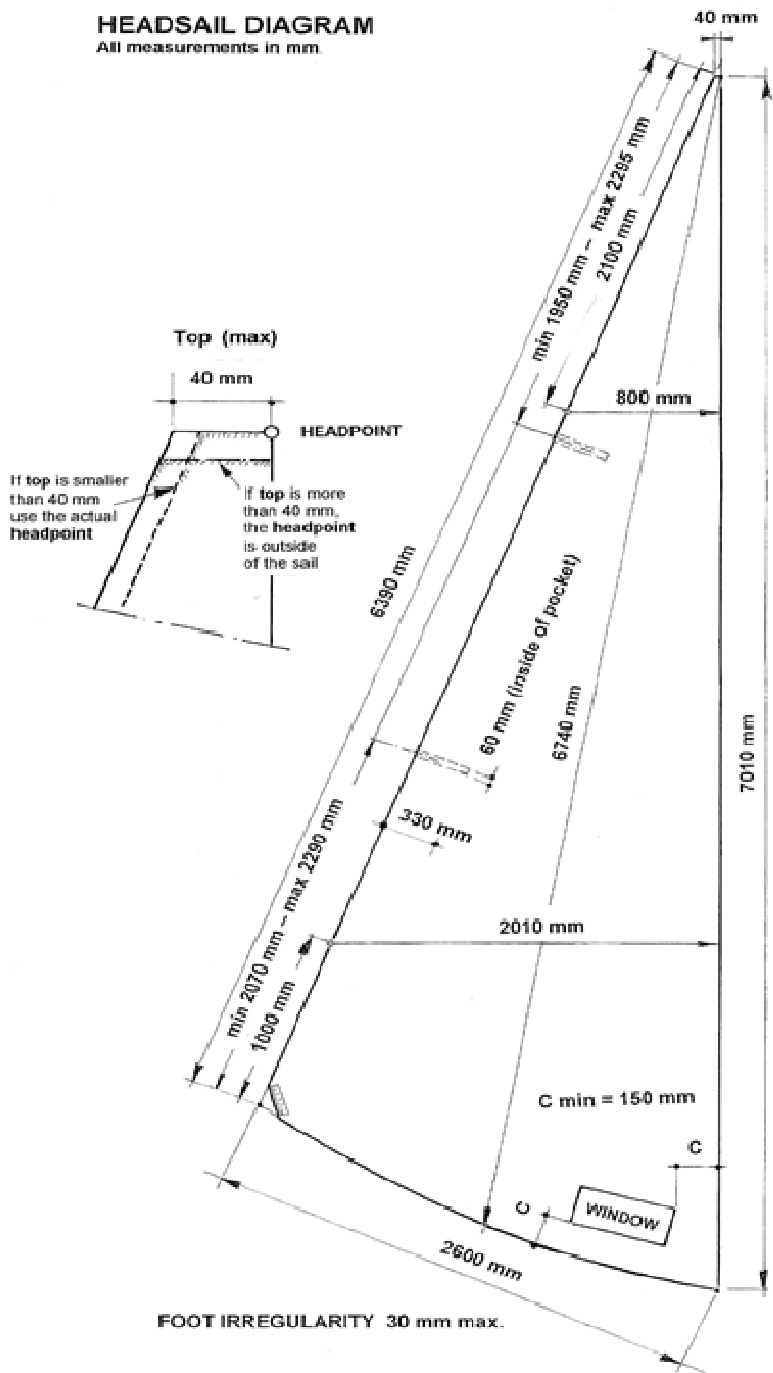 HEADSAIL DIAGRAM
All measurements in mm.
40 mm
min 1950 mm – max 2295 mm
2100 mm
Top (max)
40 mm
HEADPOINT
If top is smaller
than 40 mm
use the actual
headpoint
If top is more
than 40 mm,
the headpoint
is outside
of the sail
800 mm
6390 mm
60 mm (inside of pocket)
6740 mm
7010 mm
330 mm
min 2070 mm – max 2290 mm
1000 mm
2010 mm
C min = 150 mm
C
C
WINDOW
2600 mm
FOOT IRREGULARITY 30 mm max.